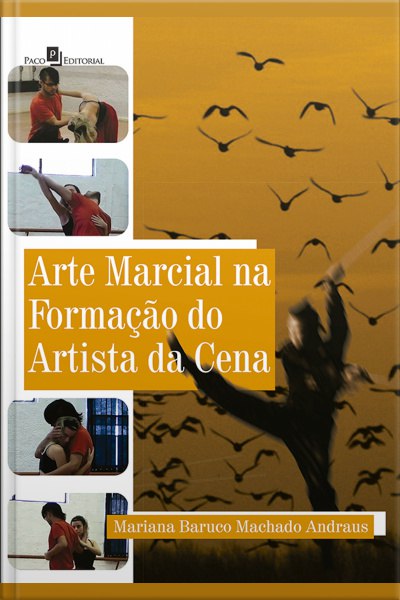 PACO EDITORIAL
Arte Marcial na
Formação do
Artista da Cena
Mariana Baruco Machado Andraus